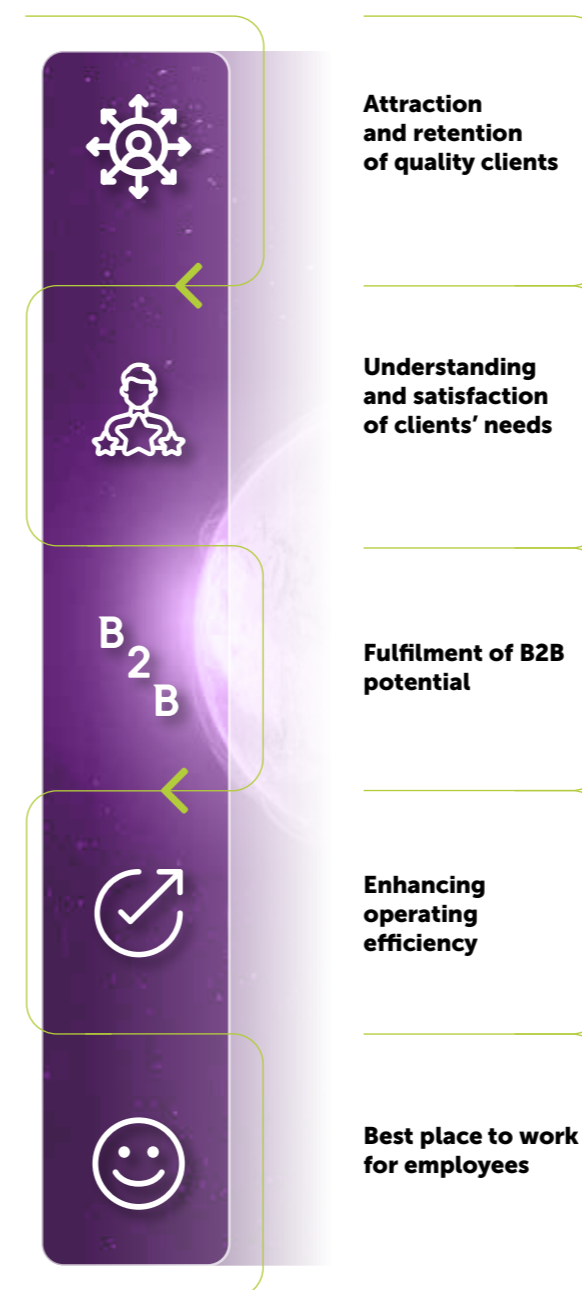 Attraction
and retention
of quality clients
Understanding
and satisfaction
of clients’ needs
B
2
B
Fulfilment of B2B
potential
Enhancing
operating
efficiency
Best place to work
for employees